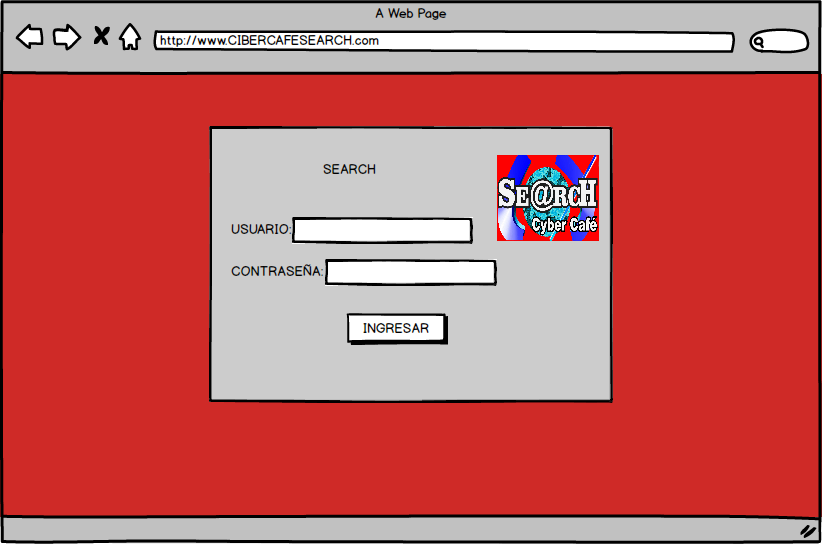 A Web Page
http://www.CIBERCAFESEARCH.com
SEARCH
SE@RCH
Cyber Café
USUARIO:
CONTRASEÑA:
INGRESAR